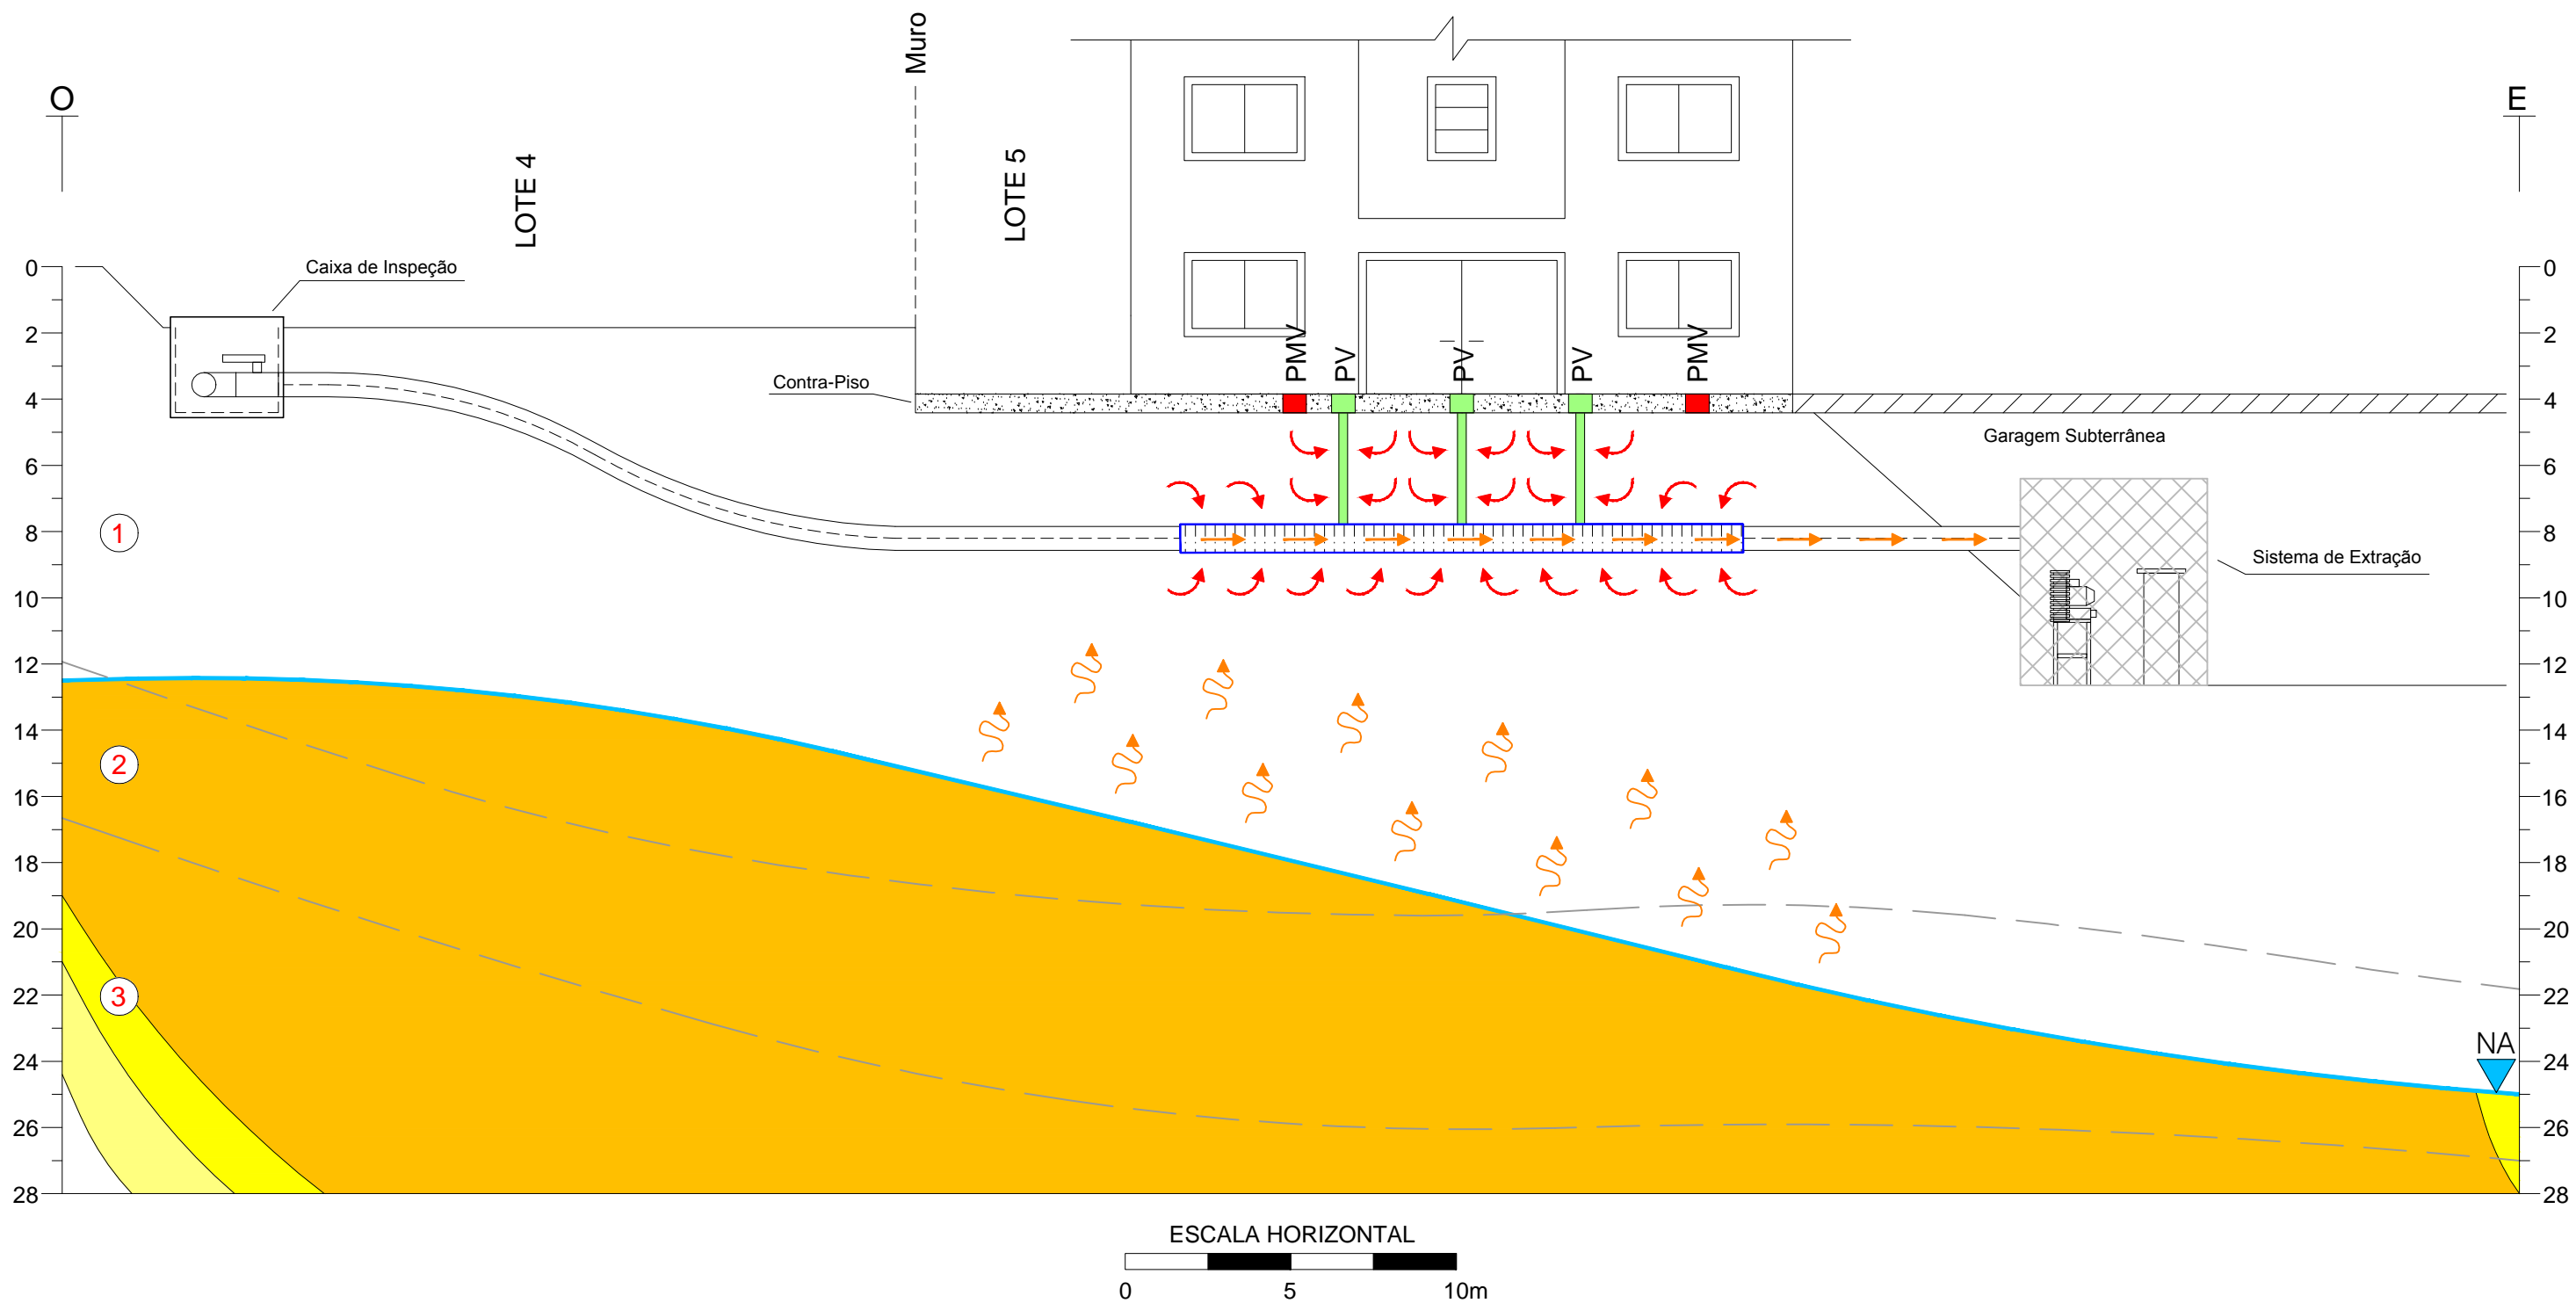 Muro
O
E
LOTE 4
LOTE 5
0
2
4
6
8
10
12
14
16
18
20
22
24
26
28
Caixa de Inspeção
Contra-Piso
PMV
PV
PV
PV
PMV
Garagem Subterrânea
Sistema de Extração
1
2
3
NA
0
2
4
6
8
10
12
14
16
18
20
22
24
26
28
ESCALA HORIZONTAL
0 5 10m